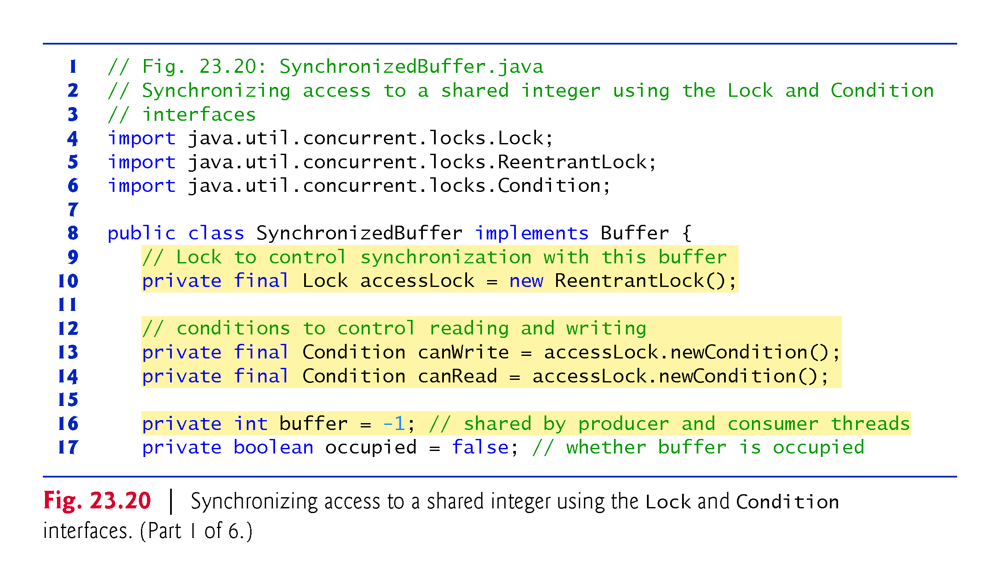 1 // Fig. 23.20: SynchronizedBuffer.java
2 // Synchronizing access to a shared integer using the Lock and Condition
3 // interfaces
4 import java.util.concurrent.locks.Lock;
5 import java.util.concurrent.locks.ReentrantLock;
6 import java.util.concurrent.locks.Condition;
7
8 public class SynchronizedBuffer implements Buffer {
9 // Lock to control synchronization with this buffer
10 private final Lock accessLock = new ReentrantLock();
11
12 // conditions to control reading and writing
13 private final Condition canWrite = accessLock.newCondition();
14 private final Condition canRead = accessLock.newCondition();
15
16 private int buffer = -1; // shared by producer and consumer threads
17 private boolean occupied = false; // whether buffer is occupied
Fig. 23.20 | Synchronizing access to a shared integer using the Lock and Condition
interfaces. (Part 1 of 6.)